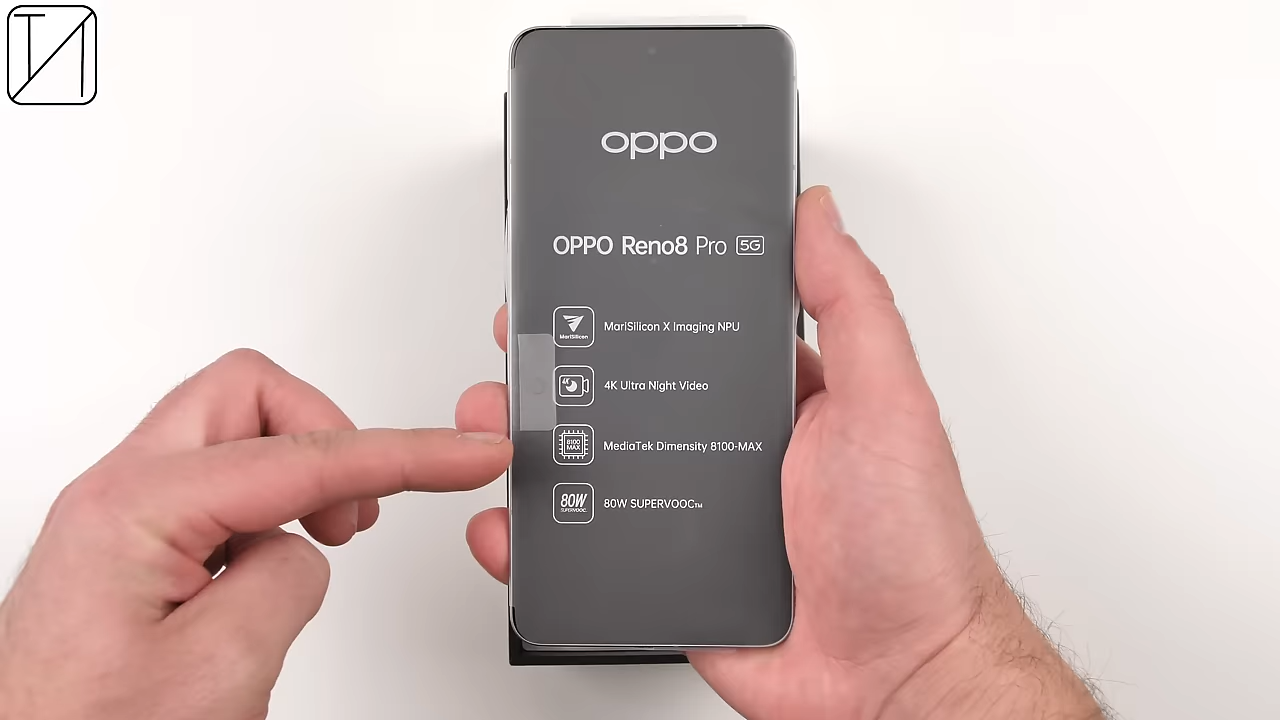 TN
oppo
OPPO Reno8 Pro 5G
MariSilicon
MariSilicon X Imaging NPU
4K Ultra Night Video
8100
MAX
MediaTek Dimensity 8100-MAX
80W
SUPERVOOC
80W SUPERVOOC™